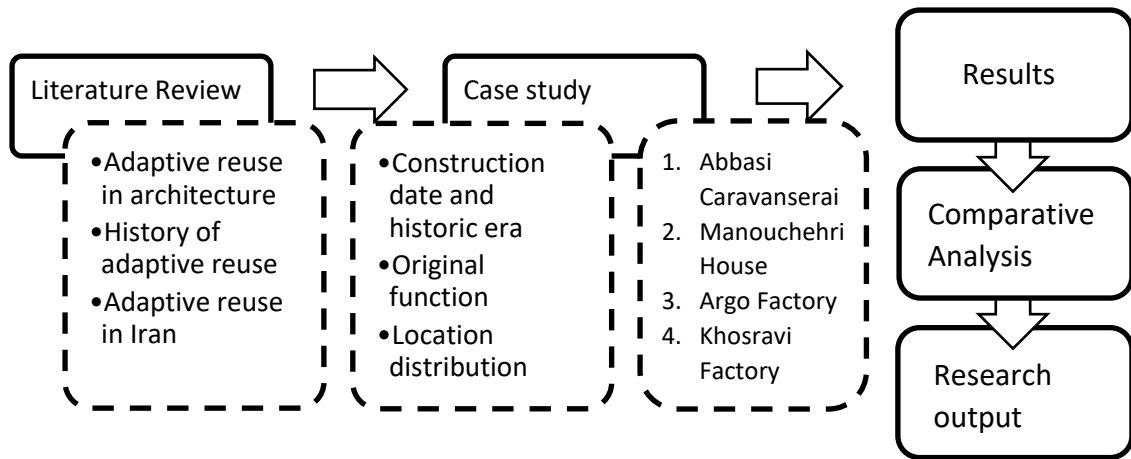 Literature Review
•Adaptive reuse
in architecture
•History of
adaptive reuse
•Adaptive reuse
in Iran
Case study
•Construction
date and
historic era
•Original
function
•Location
distribution
1. Abbasi
Caravanserai
2. Manouchehri
House
3. Argo Factory
4. Khosravi
Factory
Results
Comparative
Analysis
Research
output